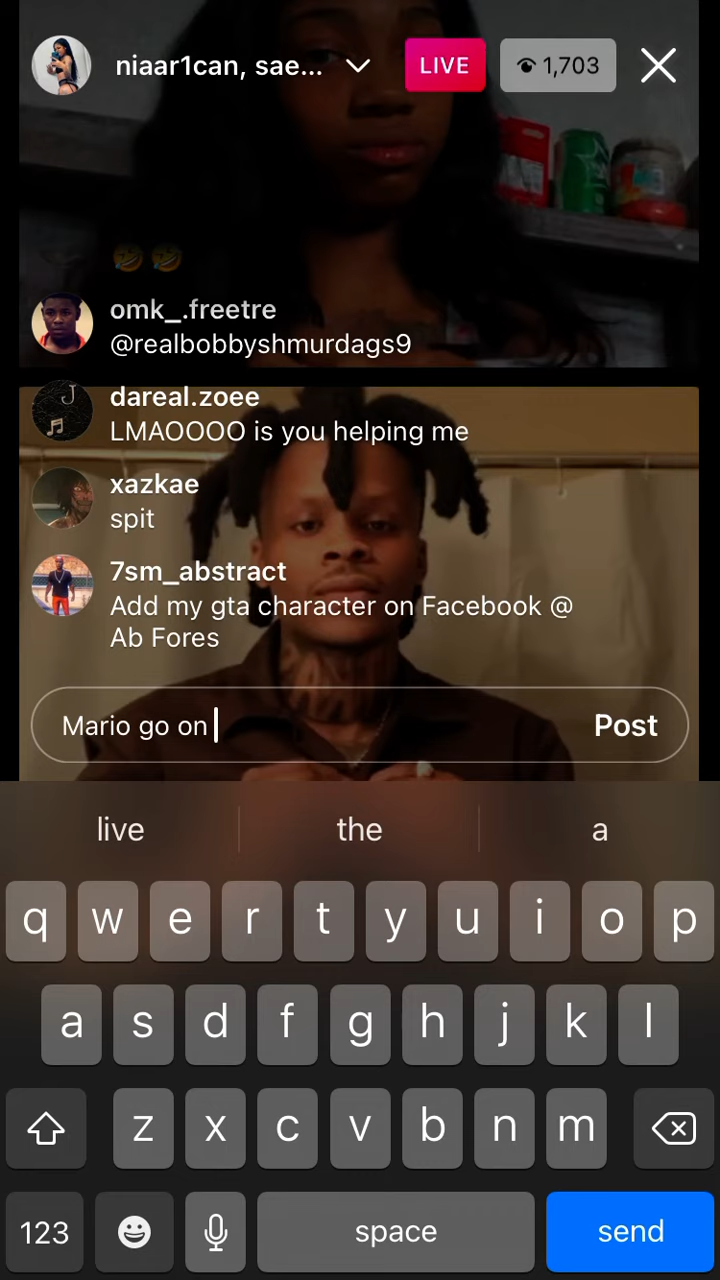 niaar1can, sae...
LIVE
1,703
🤣🤣
omk_.freetre
@realbobbyshmurdags9
dareal.zoee
LMAOOOO is you helping me
xazkae
spit
7sm_abstract
Add my gta character on Facebook @
Ab Fores
Mario go on
Post
live the a
q w e r t y u i o p
a s d f g h j k l
z x c v b n m
123 space send